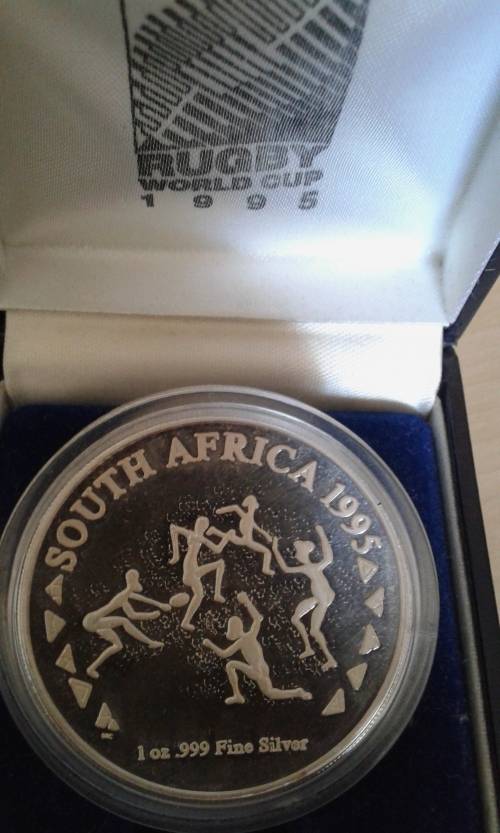 RUGBY
WORLD CUP
1995
SOUTH AFRICA 1995
1 oz .999 Fine Silver